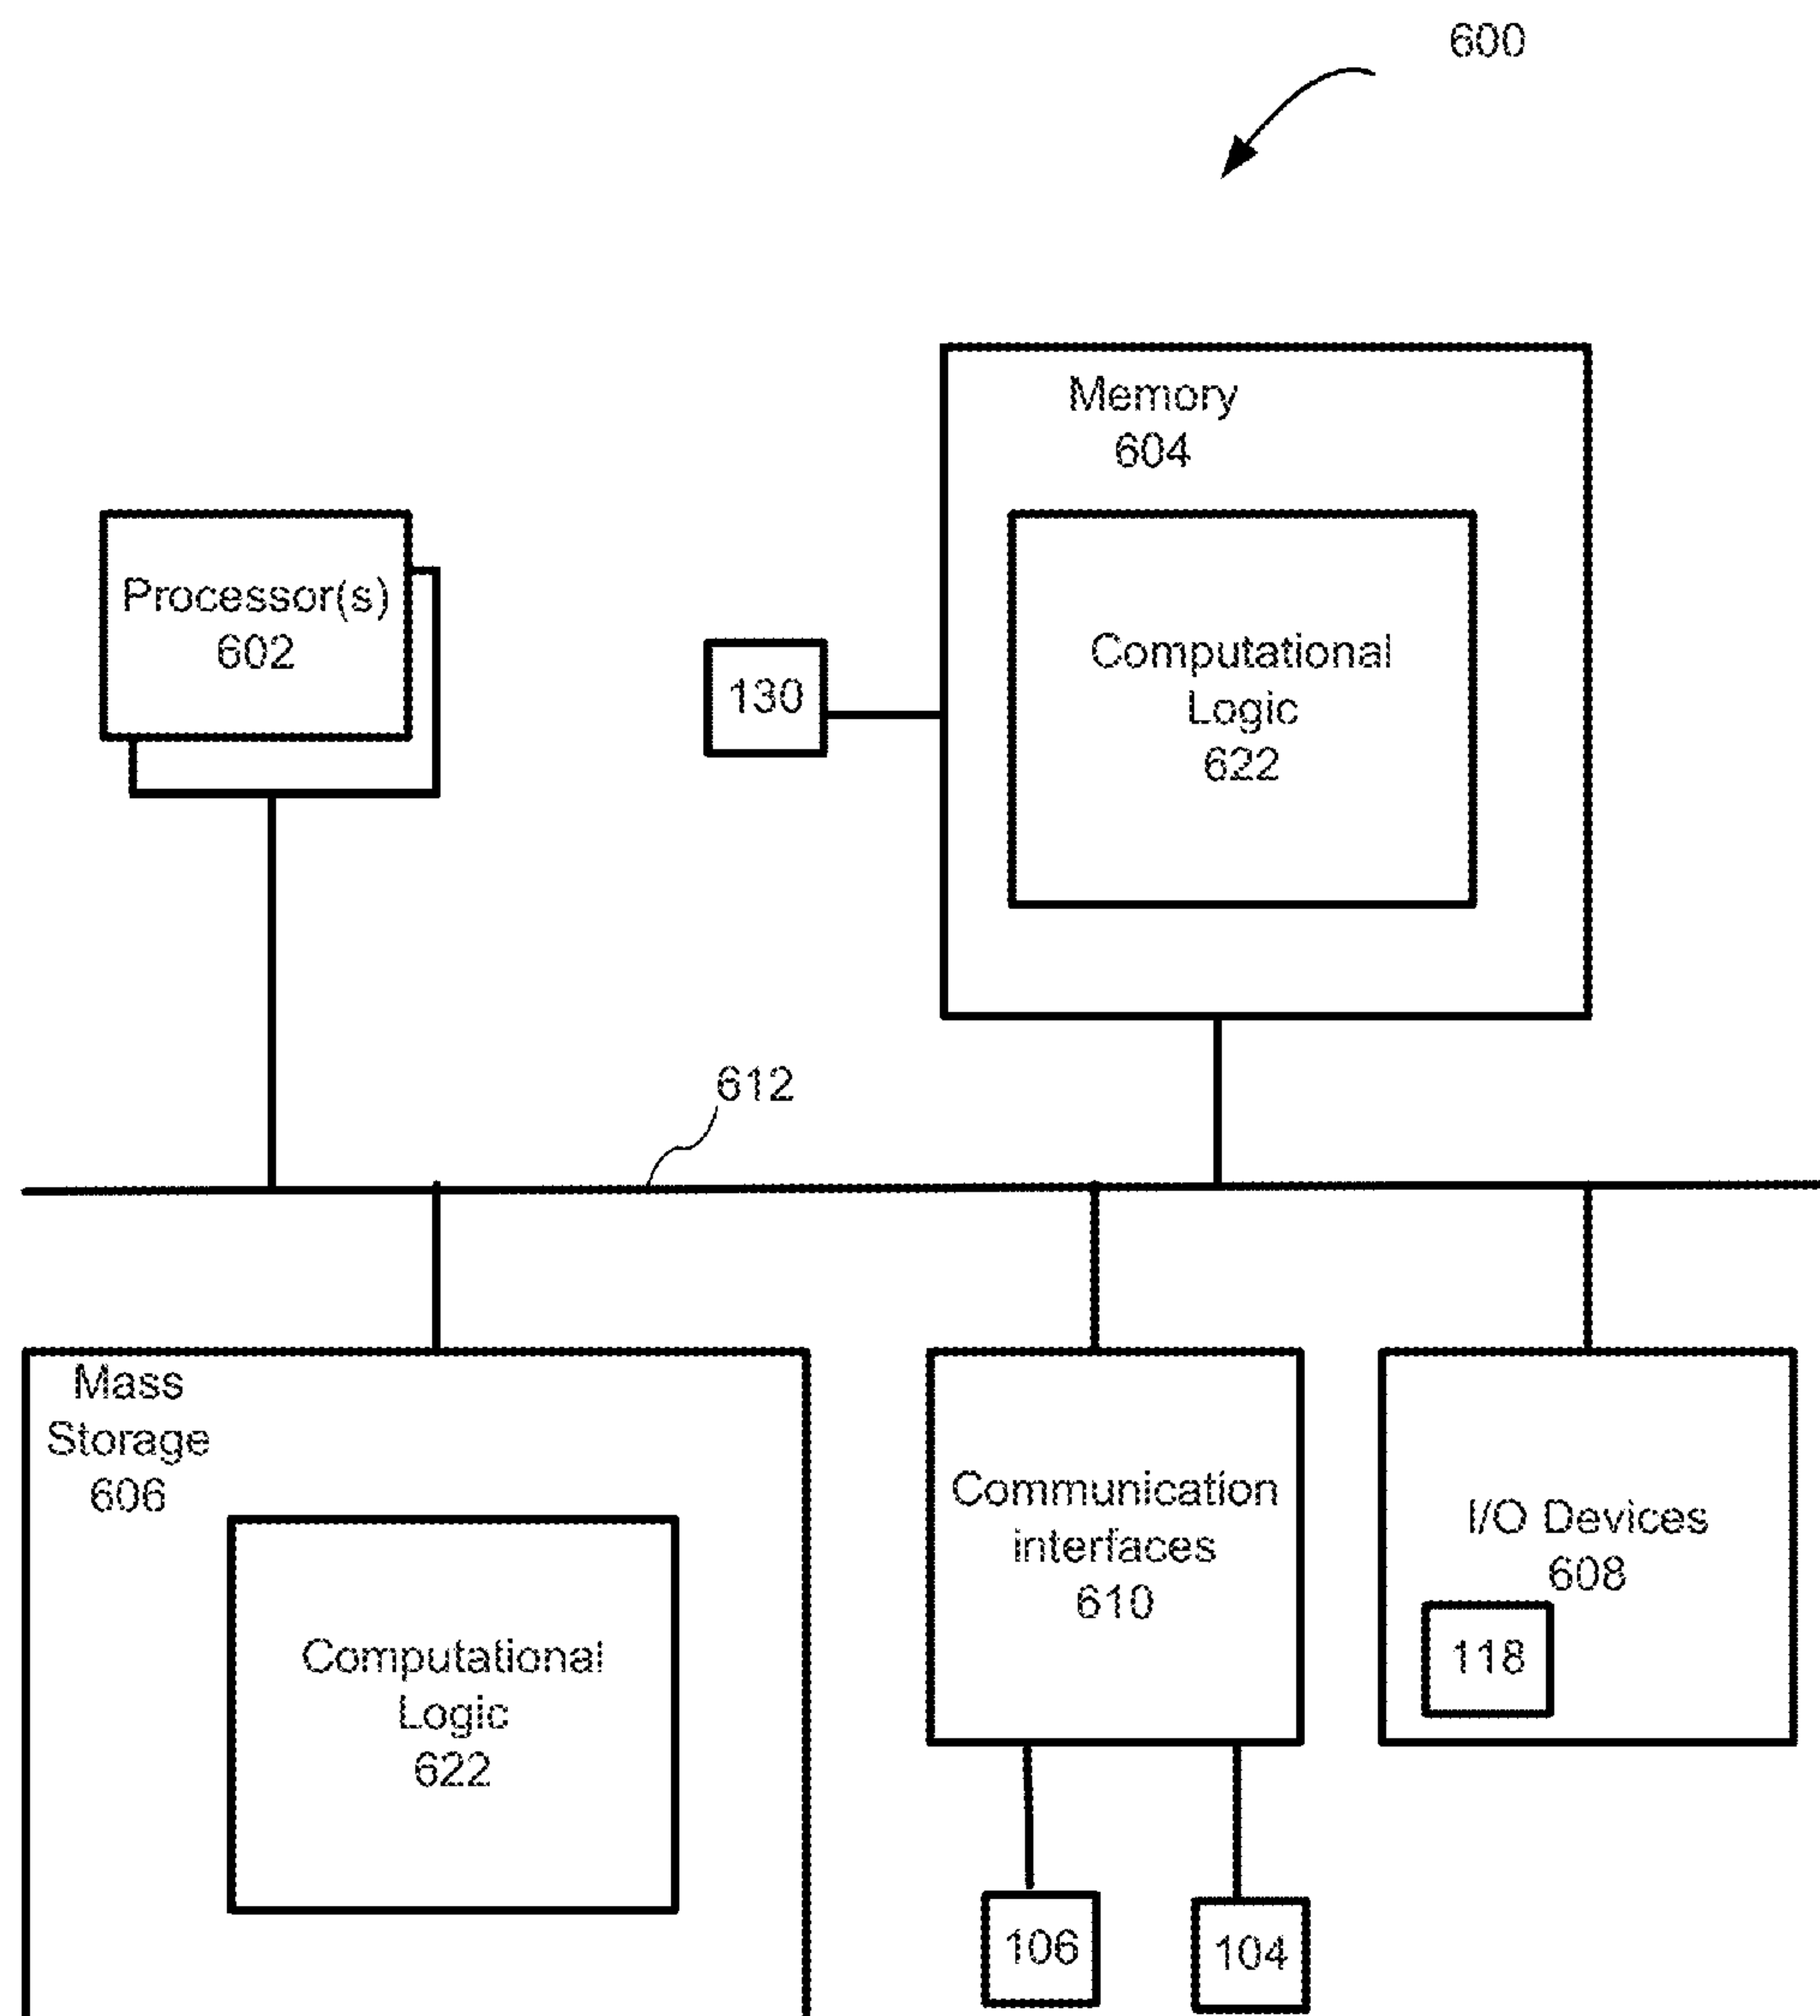 600
Memory
604
Processor(s)
602
130
Computational
Logic
622
612
Mass
Storage
606
Computational
Logic
622
Communication
interfaces
610
I/O Devices
608
118
106
104